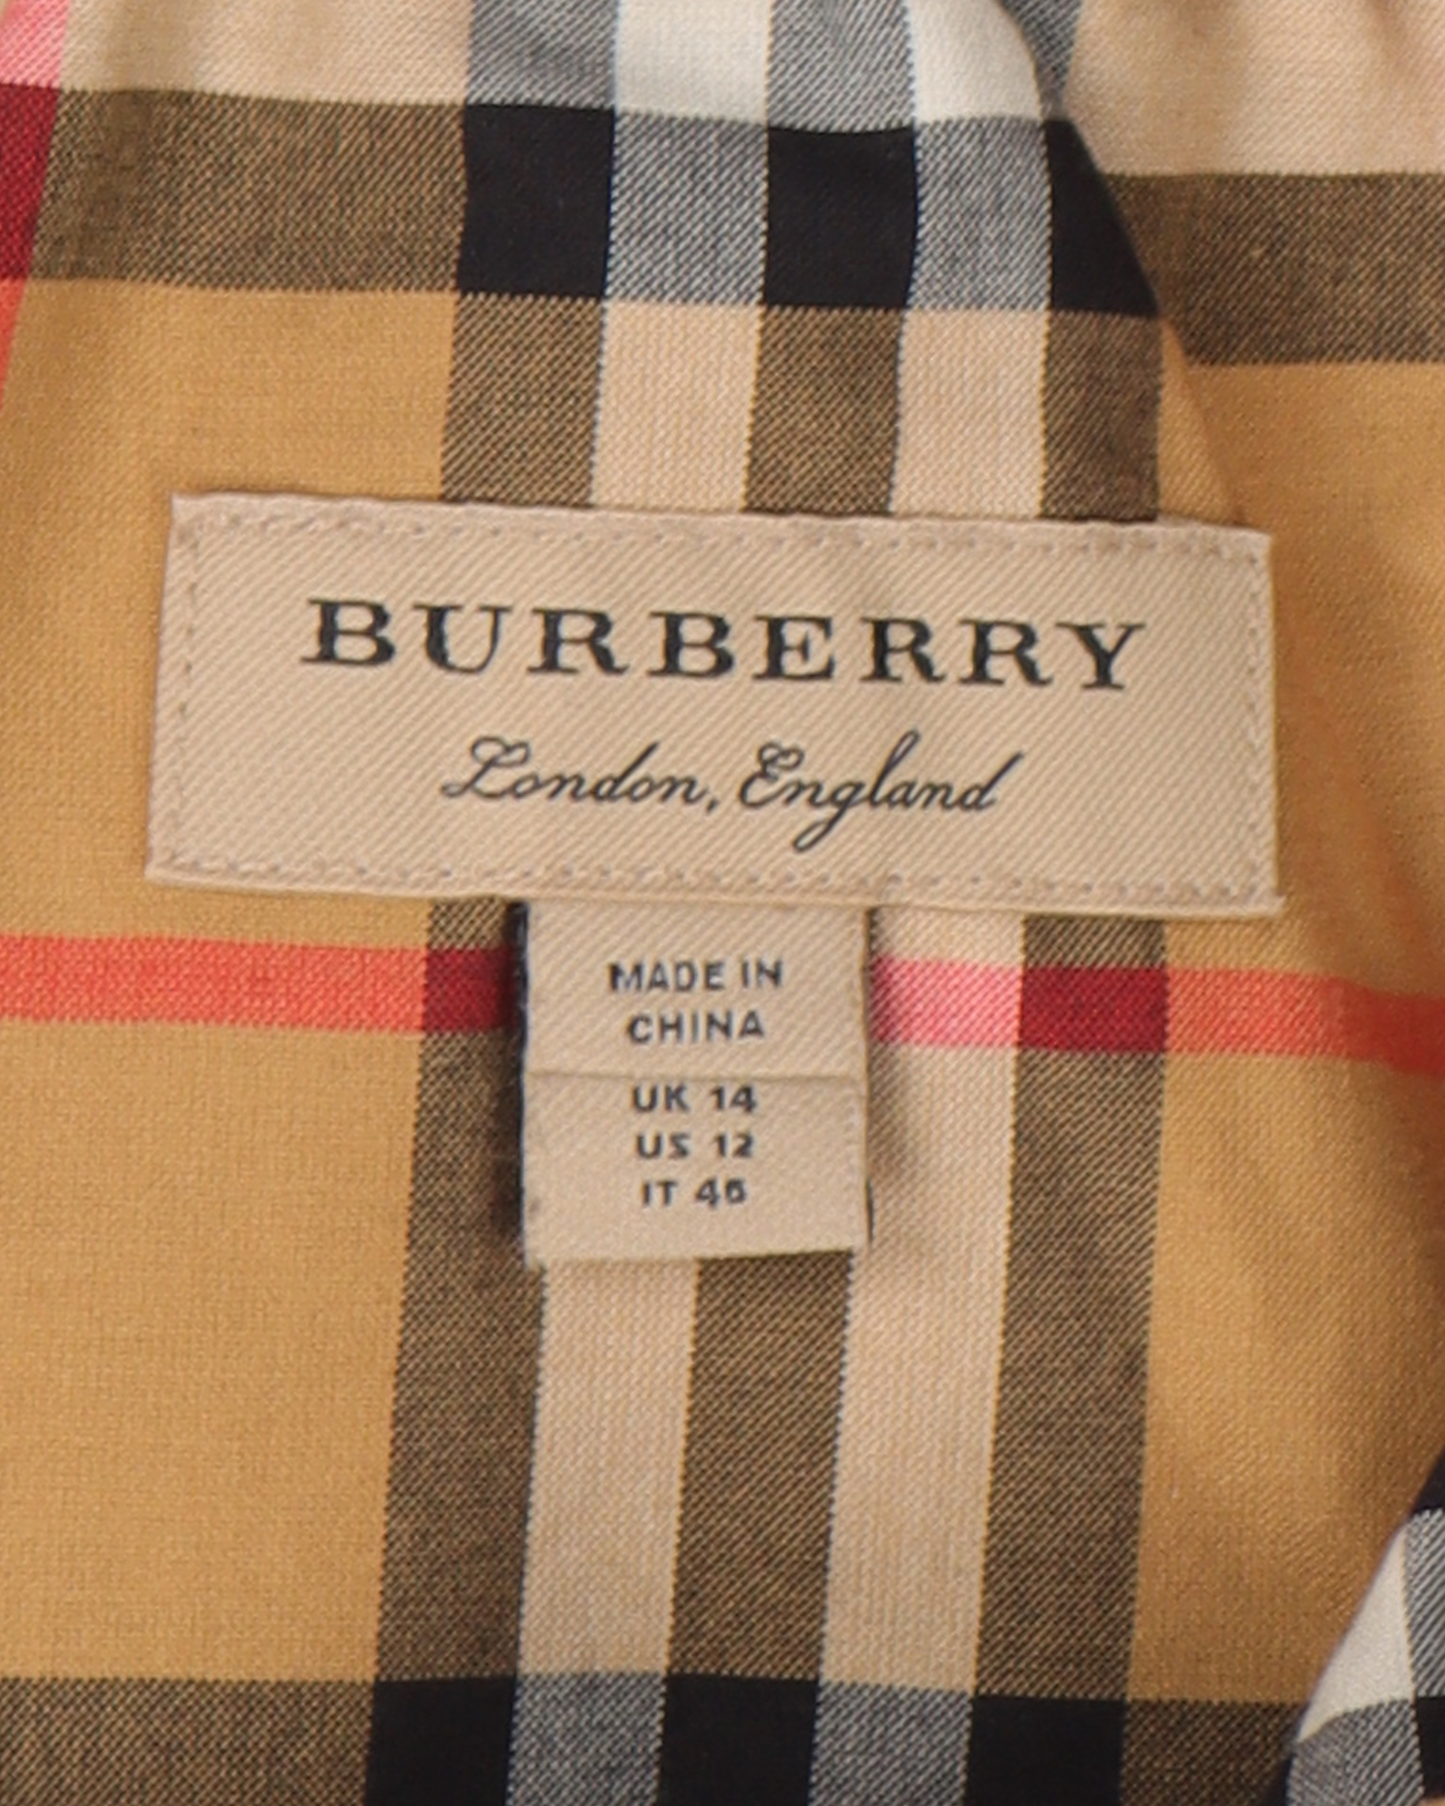 BURBERRY
London, England
MADE IN
CHINA
UK 14
US 12
IT 46